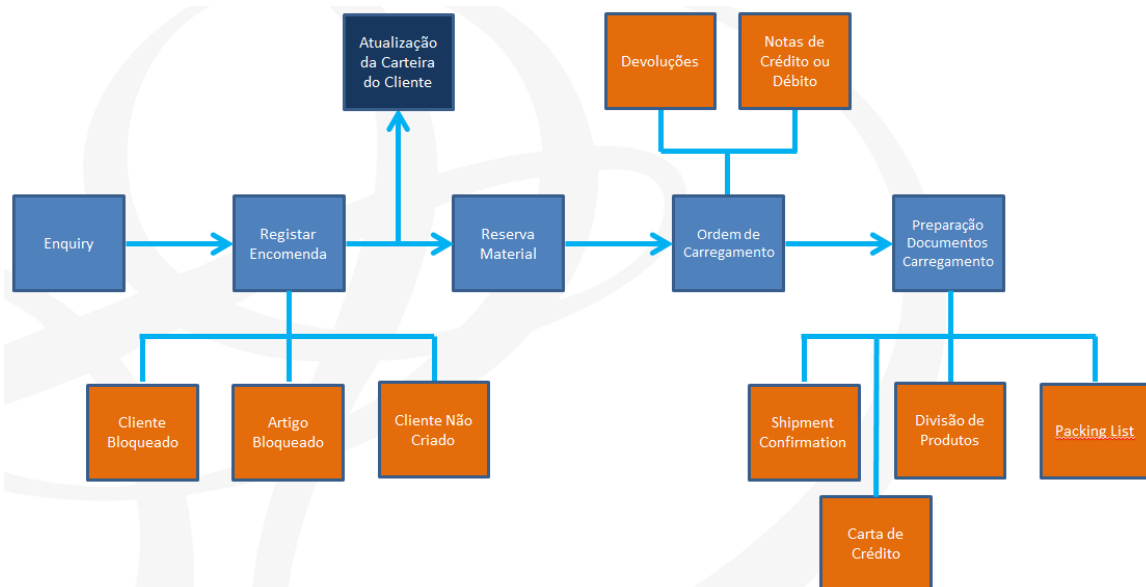 Atualização
da Carteira
do Cliente
Devoluções
Notas de
Crédito ou
Débito
Enquiry
Registar
Encomenda
Reserva
Material
Ordem de
Carregamento
Preparação
Documentos
Carregamento
Cliente
Bloqueado
Artigo
Bloqueado
Cliente Não
Criado
Shipment
Confirmation
Divisão de
Produtos
Packing List
Carta de
Crédito